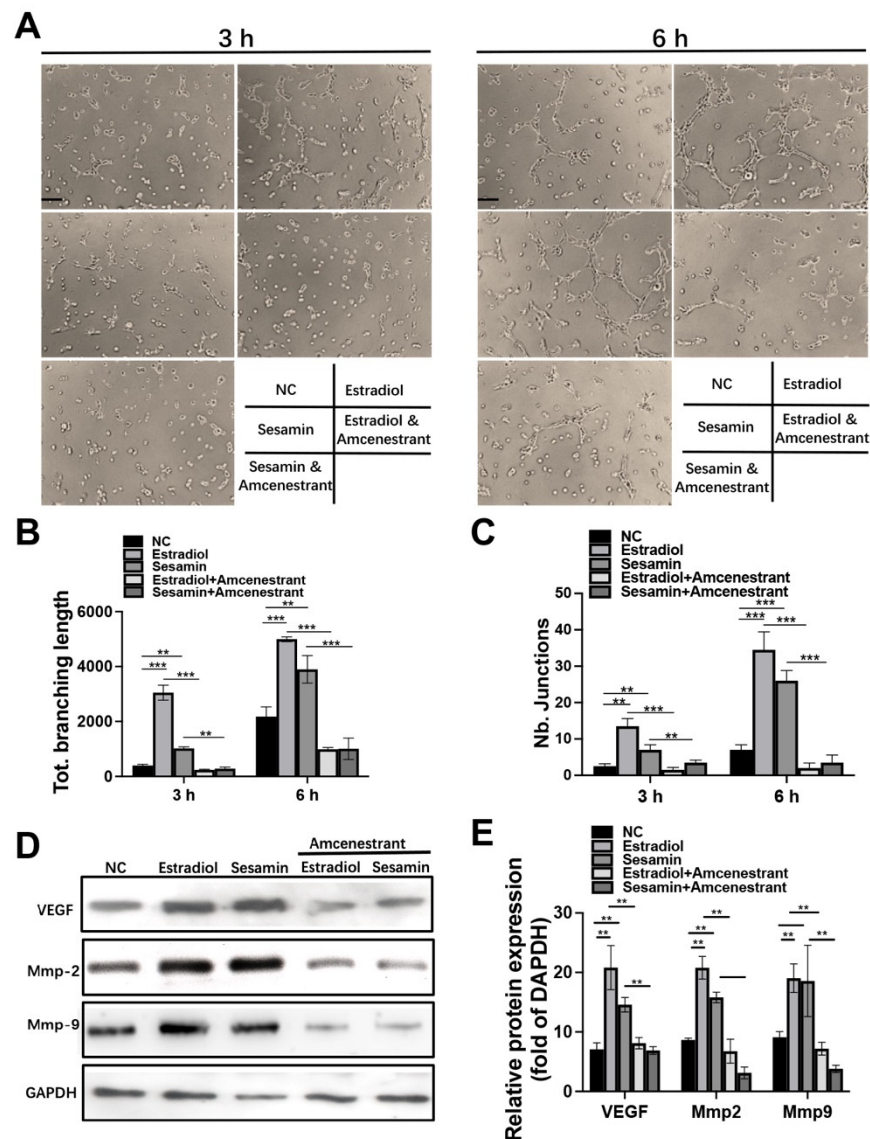 A
3 h
6 h
NC
Estradiol
Sesamin
Estradiol &
Amcenestrant
Sesamin &
Amcenestrant
NC
Estradiol
Sesamin
Estradiol &
Amcenestrant
Sesamin &
Amcenestrant
B
NC
Estradiol
Sesamin
Estradiol+Amcenestrant
Sesamin+Amcenestrant
Tot. branching length
6000
4000
2000
0
**
***
***
**
**
***
***
***
3 h
6 h
C
NC
Estradiol
Sesamin
Estradiol+Amcenestrant
Sesamin+Amcenestrant
Nb. Junctions
50
40
30
20
10
0
**
**
***
**
***
***
***
***
3 h
6 h
D
Amcenestrant
NC Estradiol Sesamin Estradiol Sesamin
VEGF
Mmp-2
Mmp-9
GAPDH
E
NC
Estradiol
Sesamin
Estradiol+Amcenestrant
Sesamin+Amcenestrant
Relative protein expression
(fold of DAPDH)
30
20
10
0
**
**
**
**
**
**
**
**
**
**
**
VEGF Mmp2 Mmp9